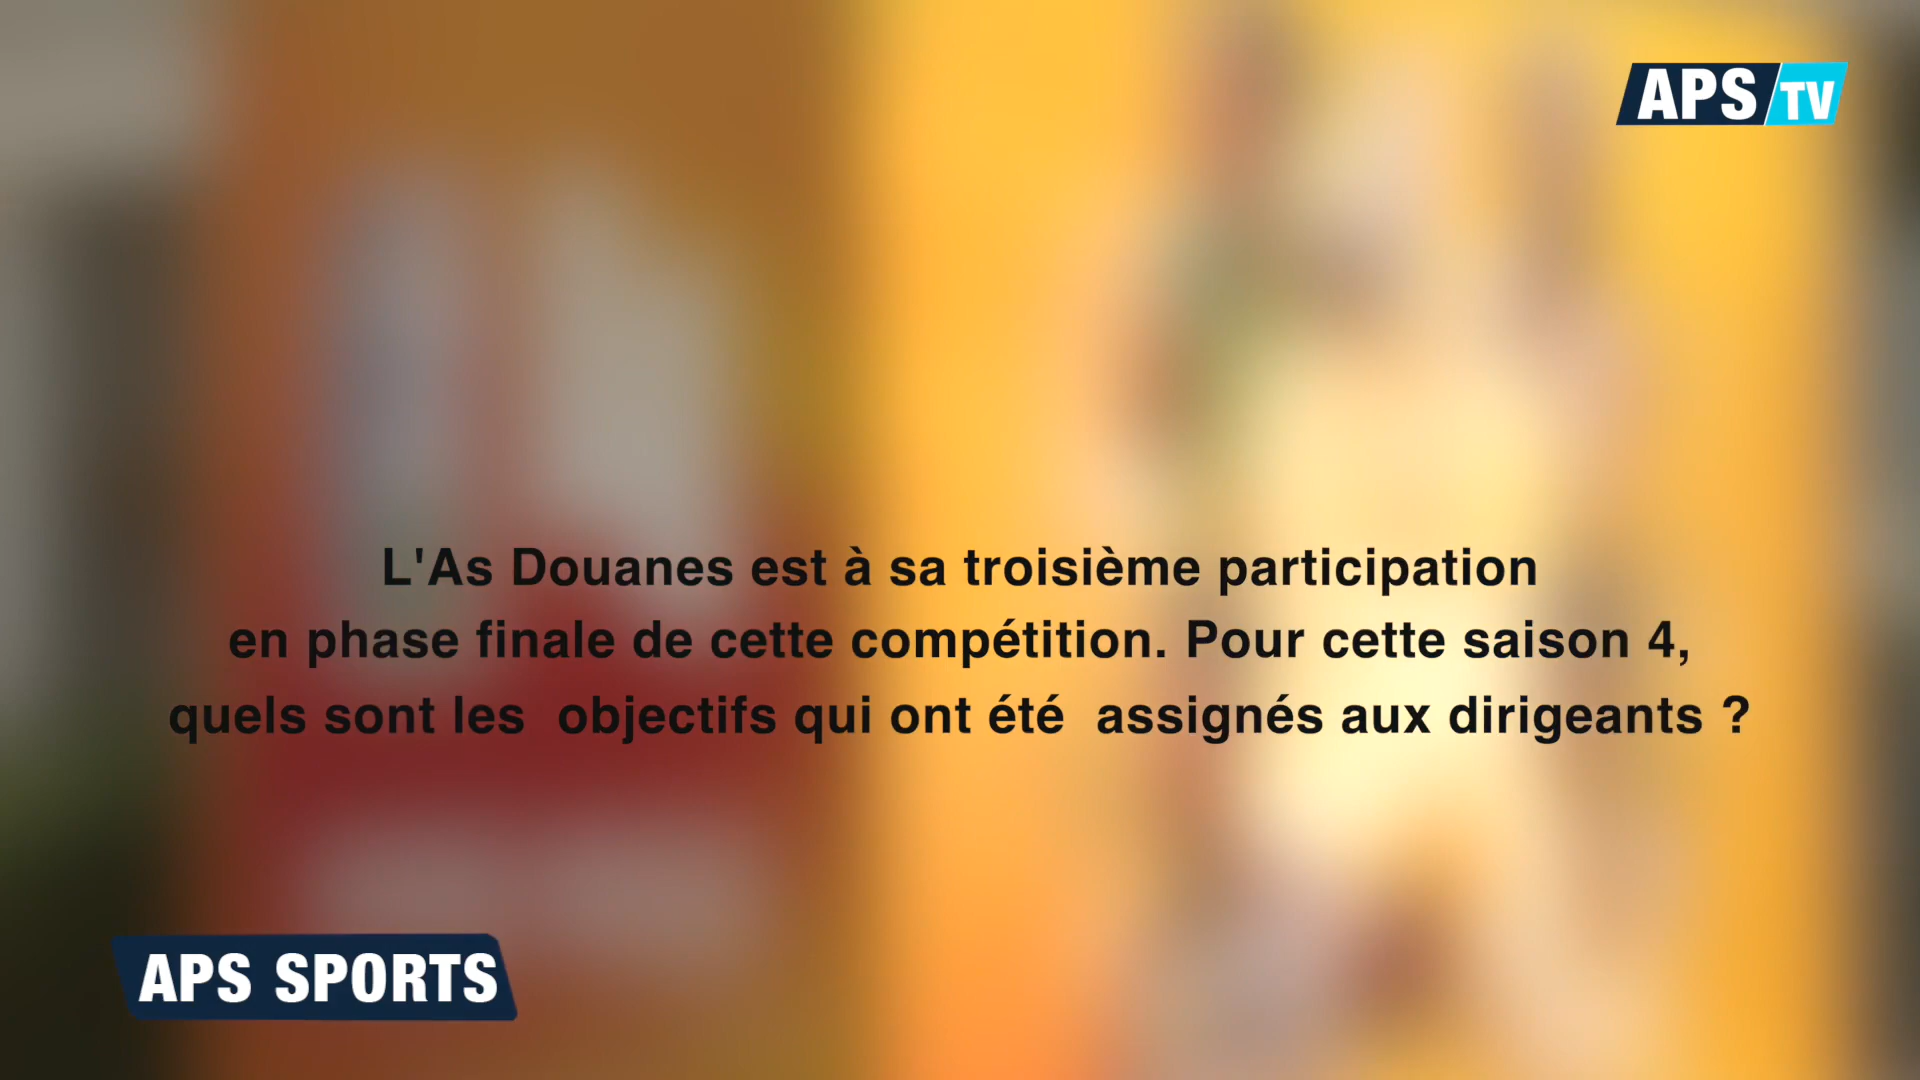 APS TV
L'As Douanes est à sa troisième participation
en phase finale de cette compétition. Pour cette saison 4,
quels sont les  objectifs qui ont été  assignés aux dirigeants ?
APS SPORTS